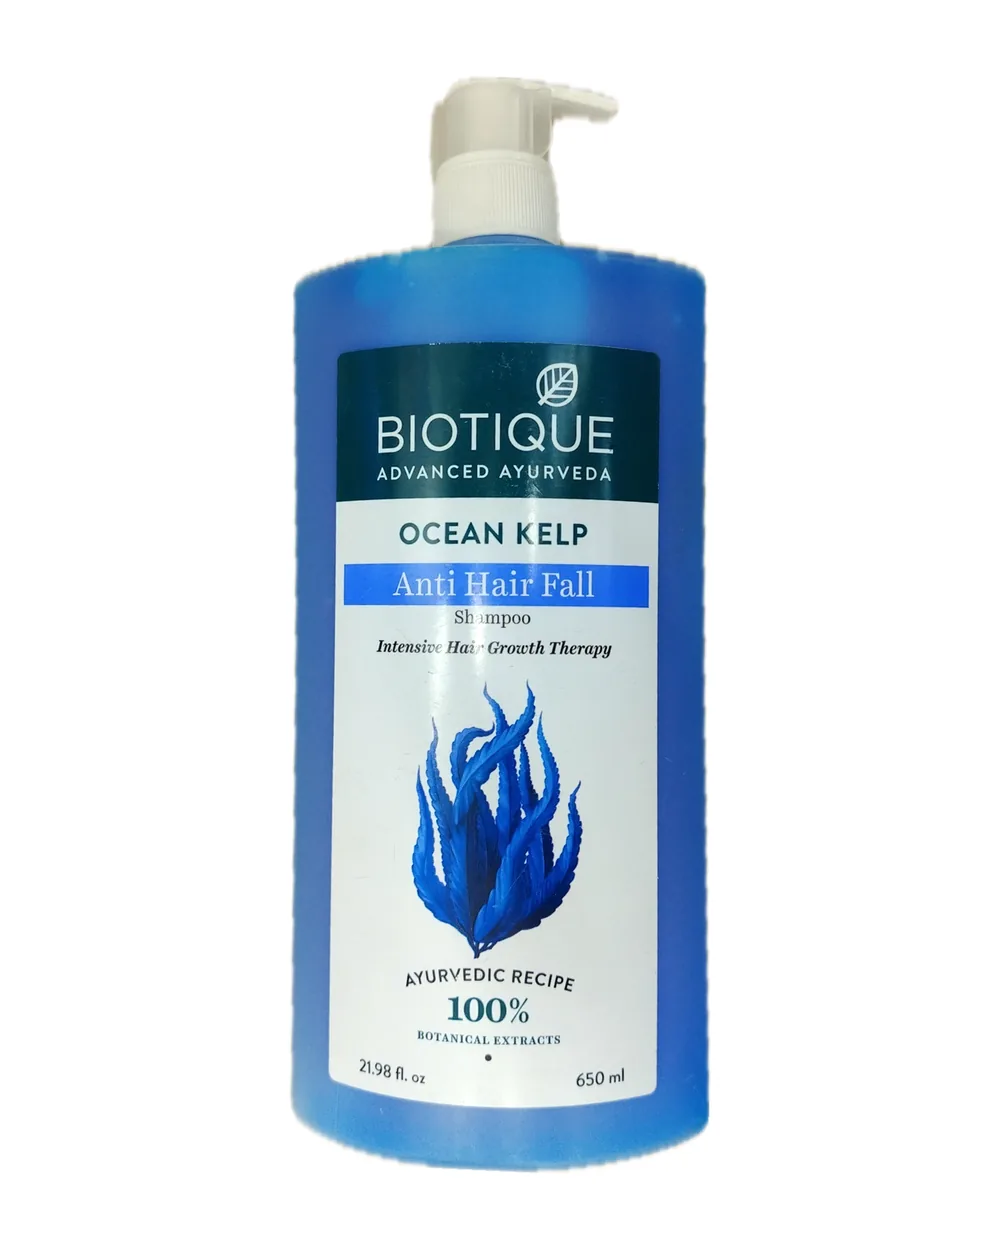 BIOTIQUE
ADVANCED AYURVEDA
OCEAN KELP
Anti Hair Fall
Shampoo
Intensive Hair Growth Therapy
AYURVEDIC RECIPE
100%
BOTANICAL EXTRACTS
21.98 fl. oz 650 ml